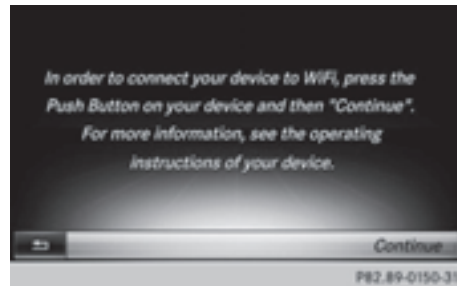 In order to connect your device to WiFi, press the
Push Button on your device and then "Continue".
For more information, see the operating
instructions of your device.
Continue
P82.89-0150-31